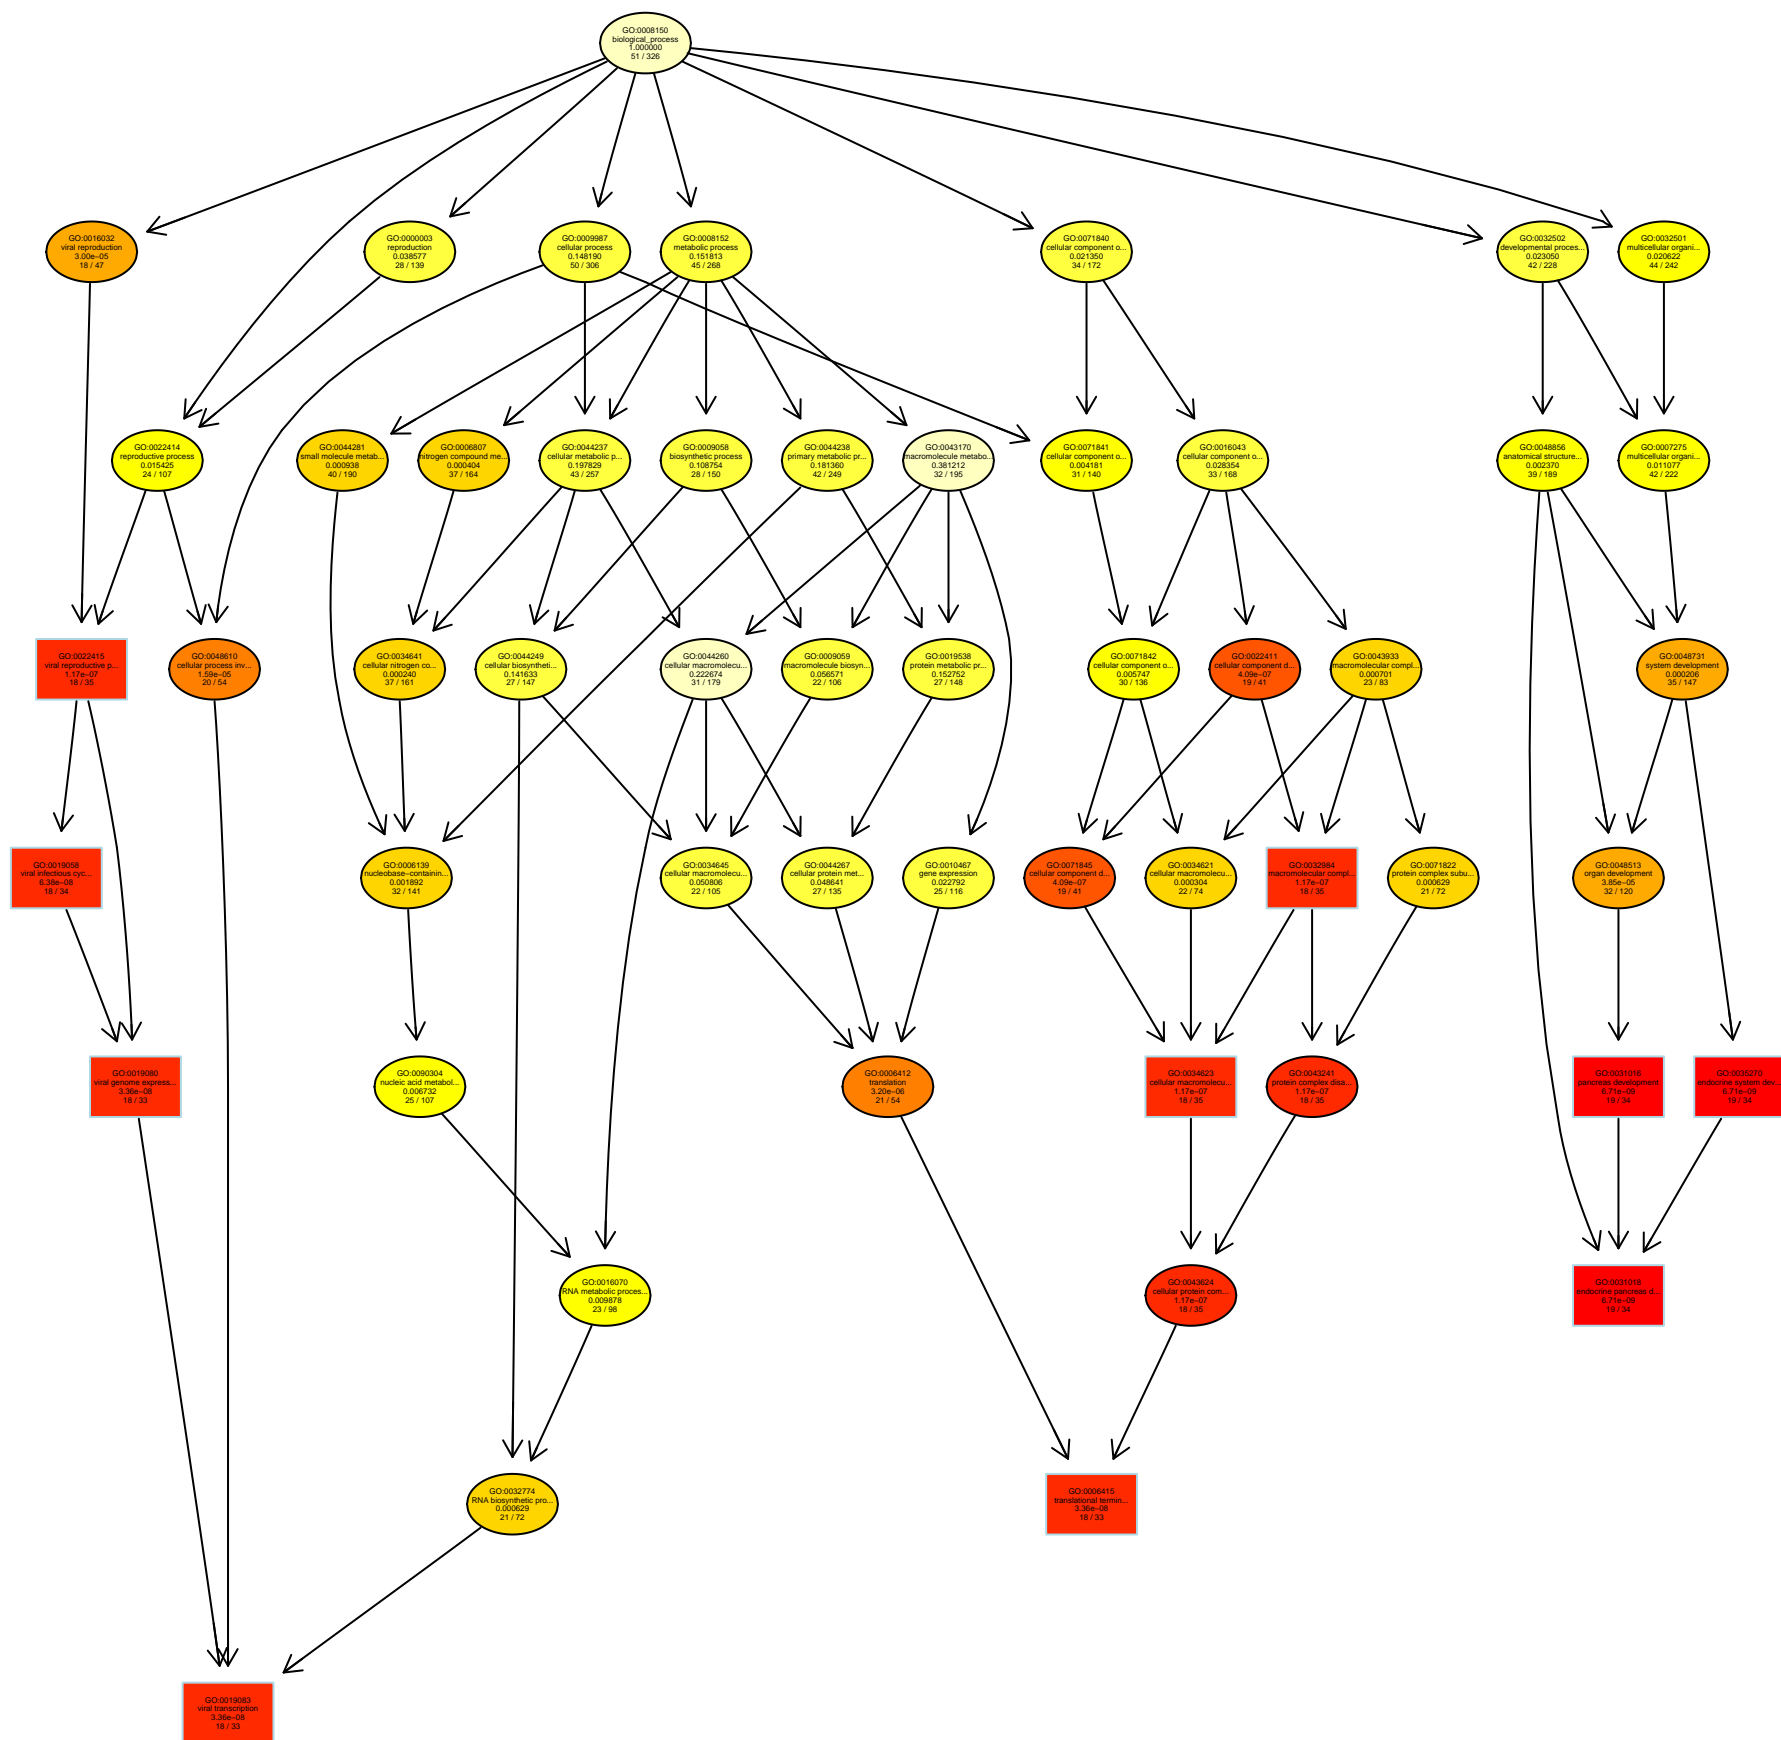 GO:0008150
biological_process
1.000000
51 / 326
GO:0016032
viral reproduction
3.00e−05
18 / 47
GO:0000003
reproduction
0.038577
28 / 139
GO:0009987
cellular process
0.148190
50 / 306
GO:0008152
metabolic process
0.151813
45 / 268
GO:0071840
cellular component o...
0.021350
34 / 172
GO:0032502
developmental proces...
0.023050
42 / 228
GO:0032501
multicellular organi...
0.020622
44 / 242
GO:0022414
reproductive process
0.015425
24 / 107
GO:0044281
small molecule metab...
0.000938
40 / 190
GO:0006807
nitrogen compound me...
0.000404
37 / 164
GO:0044237
cellular metabolic p...
0.197829
43 / 257
GO:0009058
biosynthetic process
0.108754
28 / 150
GO:0044238
primary metabolic pr...
0.181360
42 / 249
GO:0043170
macromolecule metabo...
0.381212
32 / 195
GO:0071841
cellular component o...
0.004181
31 / 140
GO:0016043
cellular component o...
0.028354
33 / 168
GO:0048856
anatomical structure...
0.002370
39 / 189
GO:0007275
multicellular organi...
0.011077
42 / 222
GO:0022415
viral reproductive p...
1.17e−07
18 / 35
GO:0048610
cellular process inv...
1.59e−05
20 / 54
GO:0034641
cellular nitrogen co...
0.000240
37 / 161
GO:0044249
cellular biosyntheti...
0.141633
27 / 147
GO:0044260
cellular macromolecu...
0.222674
31 / 179
GO:0009059
macromolecule biosyn...
0.056571
22 / 106
GO:0019538
protein metabolic pr...
0.152752
27 / 148
GO:0071842
cellular component o...
0.005747
30 / 136
GO:0022411
cellular component d...
4.09e−07
19 / 41
GO:0043933
macromolecular compl...
0.000701
23 / 83
GO:0048731
system development
0.000206
35 / 147
GO:0019058
viral infectious cyc...
6.38e−08
18 / 34
GO:0006139
nucleobase−containin...
0.001892
32 / 141
GO:0034645
cellular macromolecu...
0.050806
22 / 105
GO:0044267
cellular protein met...
0.048641
27 / 135
GO:0010467
gene expression
0.022792
25 / 116
GO:0071845
cellular component d...
4.09e−07
19 / 41
GO:0034621
cellular macromolecu...
0.000304
22 / 74
GO:0032984
macromolecular compl...
1.17e−07
18 / 35
GO:0071822
protein complex subu...
0.000629
21 / 72
GO:0048513
organ development
3.85e−05
32 / 120
GO:0019080
viral genome express...
3.36e−08
18 / 33
GO:0090304
nucleic acid metabol...
0.006732
25 / 107
GO:0006412
translation
3.20e−06
21 / 54
GO:0034623
cellular macromolecu...
1.17e−07
18 / 35
GO:0043241
protein complex disa...
1.17e−07
18 / 35
GO:0031016
pancreas development
6.71e−09
19 / 34
GO:0035270
endocrine system dev...
6.71e−09
19 / 34
GO:0016070
RNA metabolic proces...
0.009878
23 / 98
GO:0043624
cellular protein com...
1.17e−07
18 / 35
GO:0031018
endocrine pancreas d...
6.71e−09
19 / 34
GO:0032774
RNA biosynthetic pro...
0.000629
21 / 72
GO:0006415
translational termin...
3.36e−08
18 / 33
GO:0019083
viral transcription
3.36e−08
18 / 33